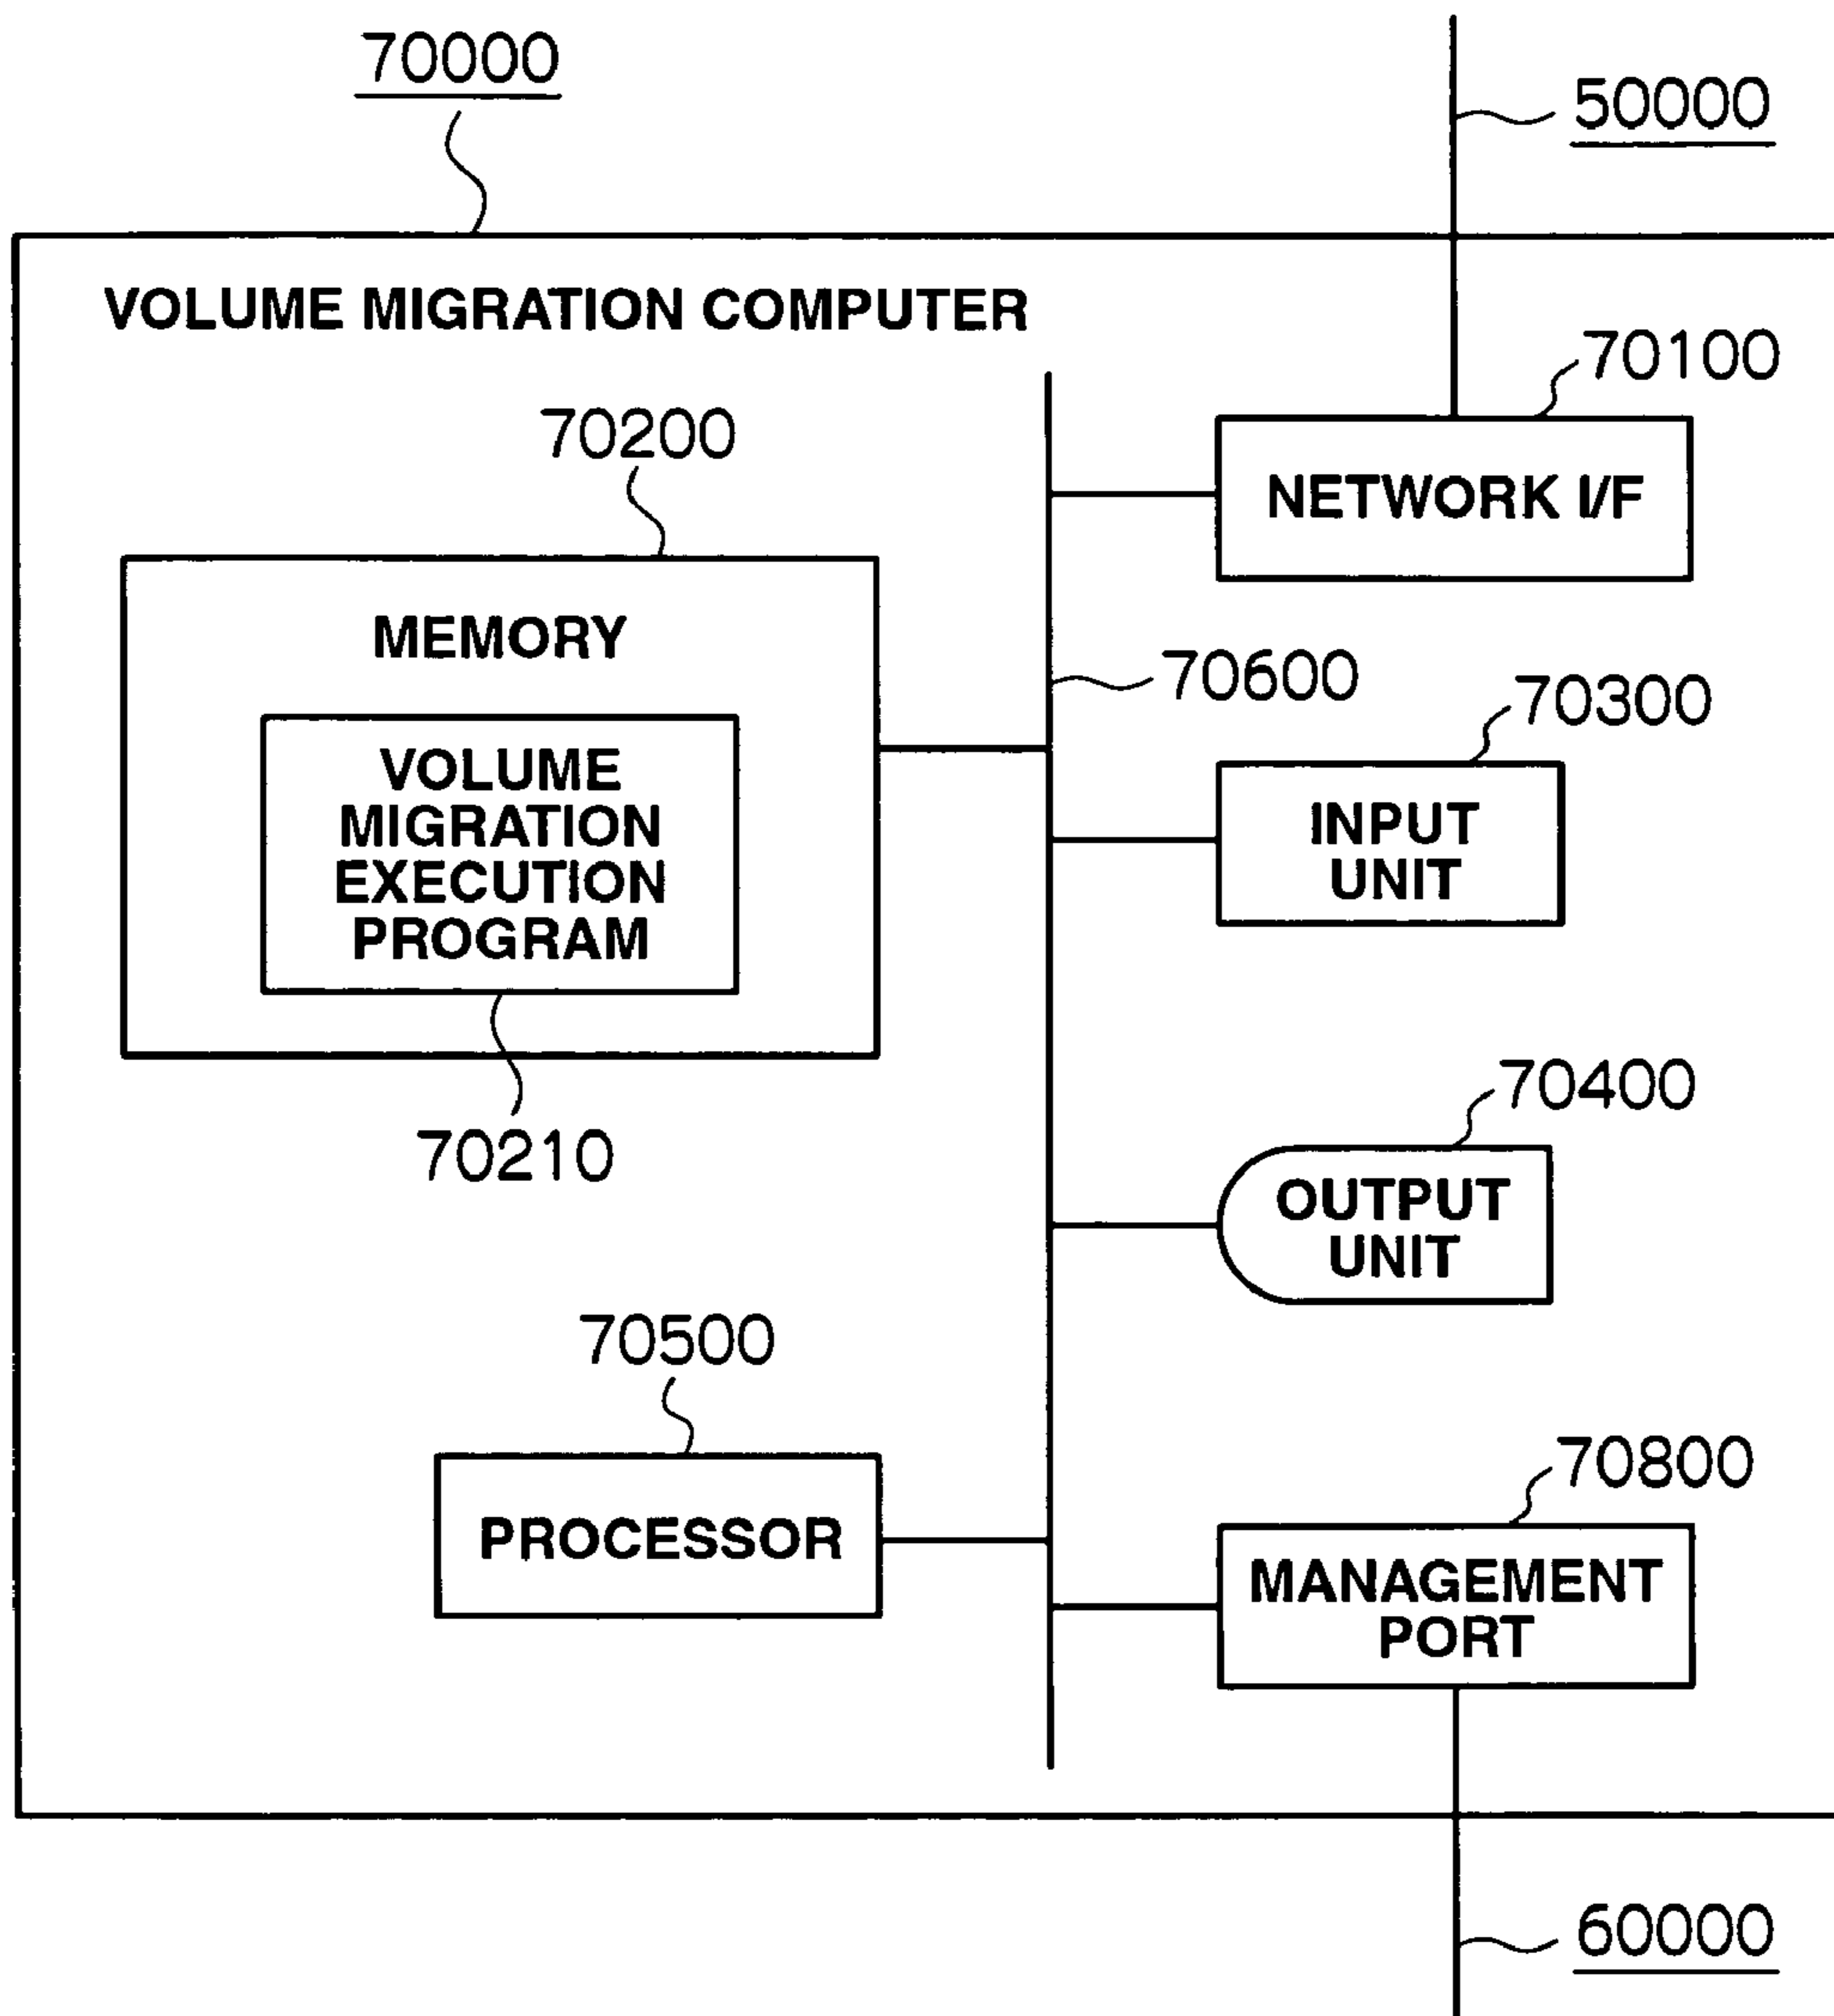 70000
50000
VOLUME MIGRATION COMPUTER
70100
70200
NETWORK I/F
MEMORY
70600
70300
VOLUME
MIGRATION
EXECUTION
PROGRAM
INPUT
UNIT
70210
70400
OUTPUT
UNIT
70500
PROCESSOR
70800
MANAGEMENT
PORT
60000